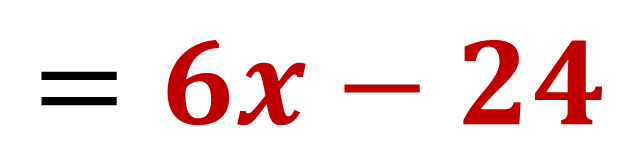 = 6x − 24